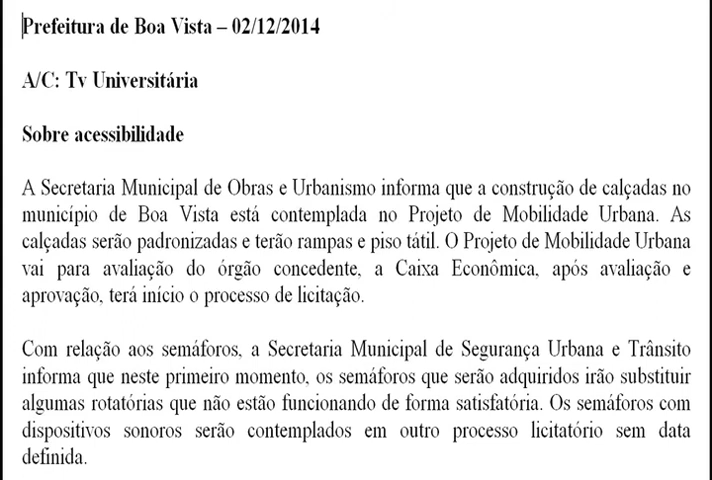 Prefeitura de Boa Vista – 02/12/2014
A/C: Tv Universitária
Sobre acessibilidade
A Secretaria Municipal de Obras e Urbanismo informa que a construção de calçadas no
município de Boa Vista está contemplada no Projeto de Mobilidade Urbana. As
calçadas serão padronizadas e terão rampas e piso tátil. O Projeto de Mobilidade Urbana
vai para avaliação do órgão concedente, a Caixa Econômica, após avaliação e
aprovação, terá início o processo de licitação.
Com relação aos semáforos, a Secretaria Municipal de Segurança Urbana e Trânsito
informa que neste primeiro momento, os semáforos que serão adquiridos irão substituir
algumas rotatórias que não estão funcionando de forma satisfatória. Os semáforos com
dispositivos sonoros serão contemplados em outro processo licitatório sem data
definida.